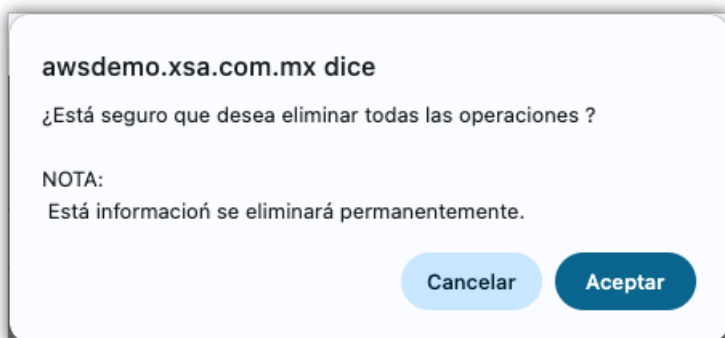 awsdemo.xsa.com.mx dice
¿Está seguro que desea eliminar todas las operaciones ?
NOTA:
Está informacioń se eliminará permanentemente.
Cancelar
Aceptar